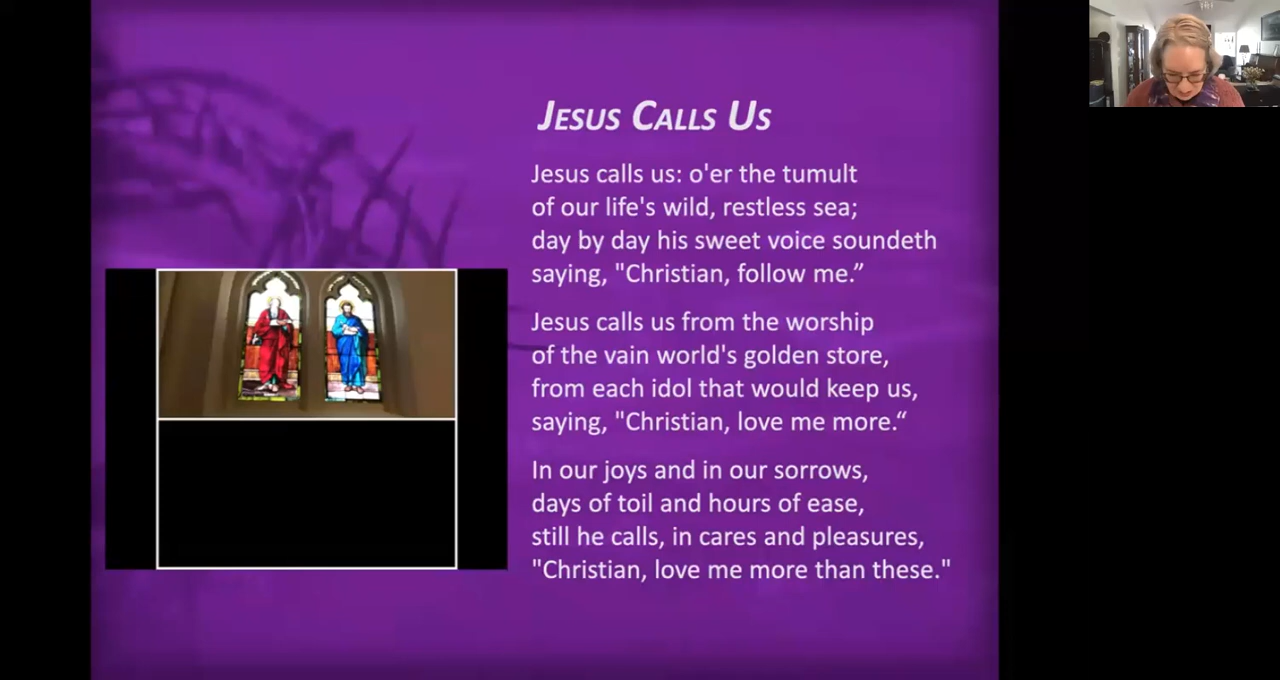 JESUS CALLS US
Jesus calls us: o'er the tumult
of our life's wild, restless sea;
day by day his sweet voice soundeth
saying, "Christian, follow me.”
Jesus calls us from the worship
of the vain world's golden store,
from each idol that would keep us,
saying, "Christian, love me more.“
In our joys and in our sorrows,
days of toil and hours of ease,
still he calls, in cares and pleasures,
"Christian, love me more than these."